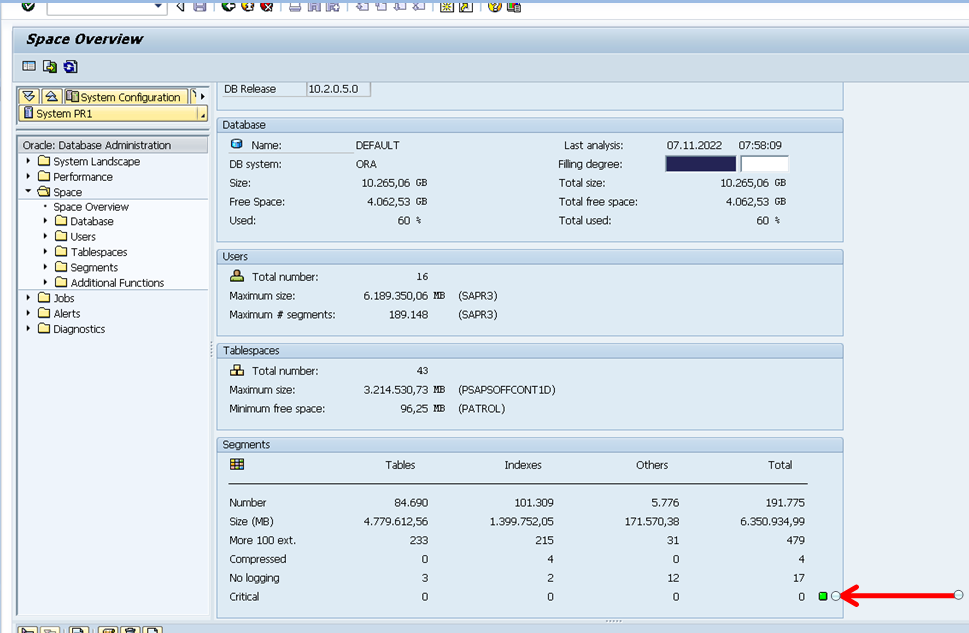 Space Overview
System Configuration
System PR1
Oracle: Database Administration
System Landscape
Performance
Space
Space Overview
Database
Users
Tablespaces
Segments
Additional Functions
Jobs
Alerts
Diagnostics
DB Release 10.2.0.5.0
Database
Name: DEFAULT Last analysis: 07.11.2022 07:58:09
DB system: ORA Filling degree:
Size: 10.265,06 GB Total size: 10.265,06 GB
Free Space: 4.062,53 GB Total free space: 4.062,53 GB
Used: 60 % Total used: 60 %
Users
Total number: 16
Maximum size: 6.189.350,06 MB (SAPR3)
Maximum # segments: 189.148 (SAPR3)
Tablespaces
Total number: 43
Maximum size: 3.214.530,73 MB (PSAPSOFFCONT1D)
Minimum free space: 96,25 MB (PATROL)
Segments
Tables Indexes Others Total
Number 84.690 101.309 5.776 191.775
Size (MB) 4.779.612,56 1.399.752,05 171.570,38 6.350.934,99
More 100 ext. 233 215 31 479
Compressed 0 4 0 4
No logging 3 2 12 17
Critical 0 0 0 0